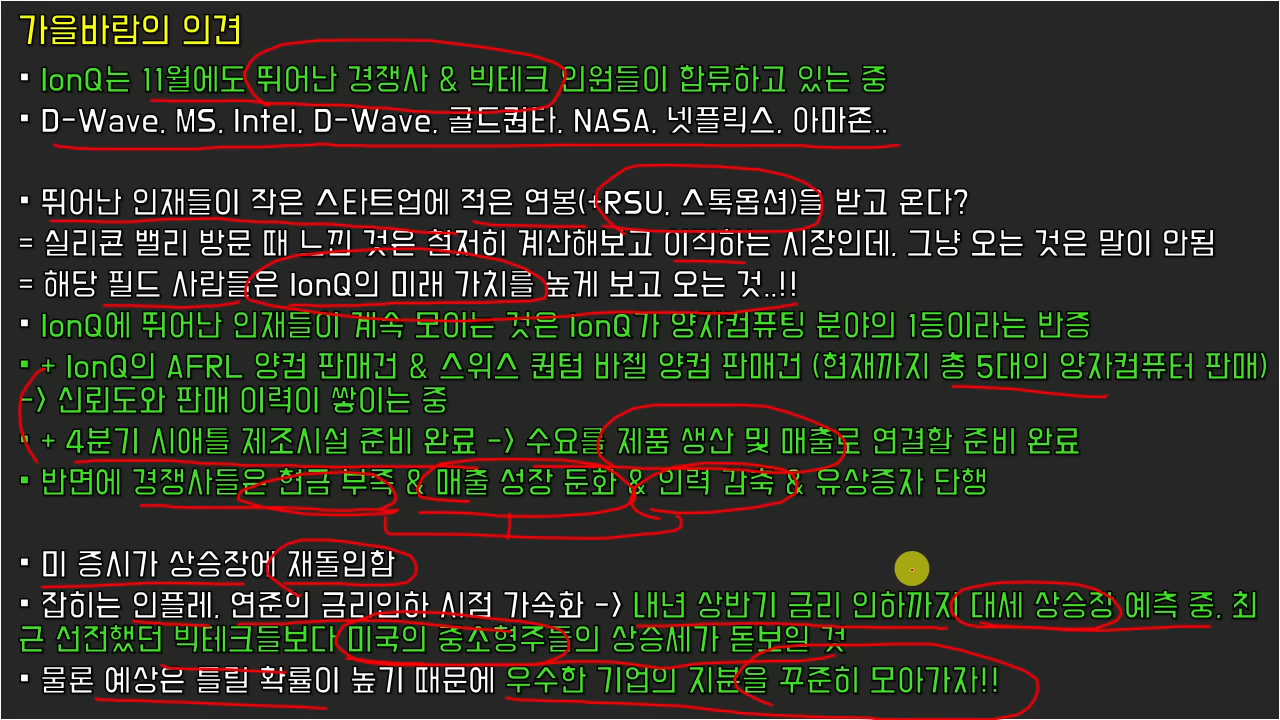 가을바람의 의견
▪ IonQ는 11월에도 뛰어난 경쟁사 & 빅테크 인원들이 합류하고 있는 중
▪ D-Wave, MS, Intel, D-Wave, 골드퀀타, NASA, 넷플릭스, 아마존..
▪ 뛰어난 인재들이 작은 스타트업에 적은 연봉(+RSU, 스톡옵션)을 받고 온다?
= 실리콘 밸리 방문 때 느낀 것은 철저히 계산해보고 이직하는 시장인데, 그냥 오는 것은 말이 안됨
= 해당 필드 사람들은 IonQ의 미래 가치를 높게 보고 오는 것..!!
▪ IonQ에 뛰어난 인재들이 계속 모이는 것은 IonQ가 양자컴퓨팅 분야의 1등이라는 반증
▪ + IonQ의 AFRL 양컴 판매건 & 스위스 퀀텀 바젤 양컴 판매건 (현재까지 총 5대의 양자컴퓨터 판매)
-> 신뢰도와 판매 이력이 쌓이는 중
▪ + 4분기 시애틀 제조시설 준비 완료 -> 수요를 제품 생산 및 매출로 연결할 준비 완료
▪ 반면에 경쟁사들은 현금 부족 & 매출 성장 둔화 & 인력 감축 & 유상증자 단행
▪ 미 증시가 상승장에 재돌입함
▪ 잡히는 인플레, 연준의 금리인하 시점 가속화 -> 내년 상반기 금리 인하까지 대세 상승장 예측 중, 최
근 선전했던 빅테크들보다 미국의 중소형주들의 상승세가 돋보일 것
▪ 물론 예상은 틀릴 확률이 높기 때문에 우수한 기업의 지분을 꾸준히 모아가자!!